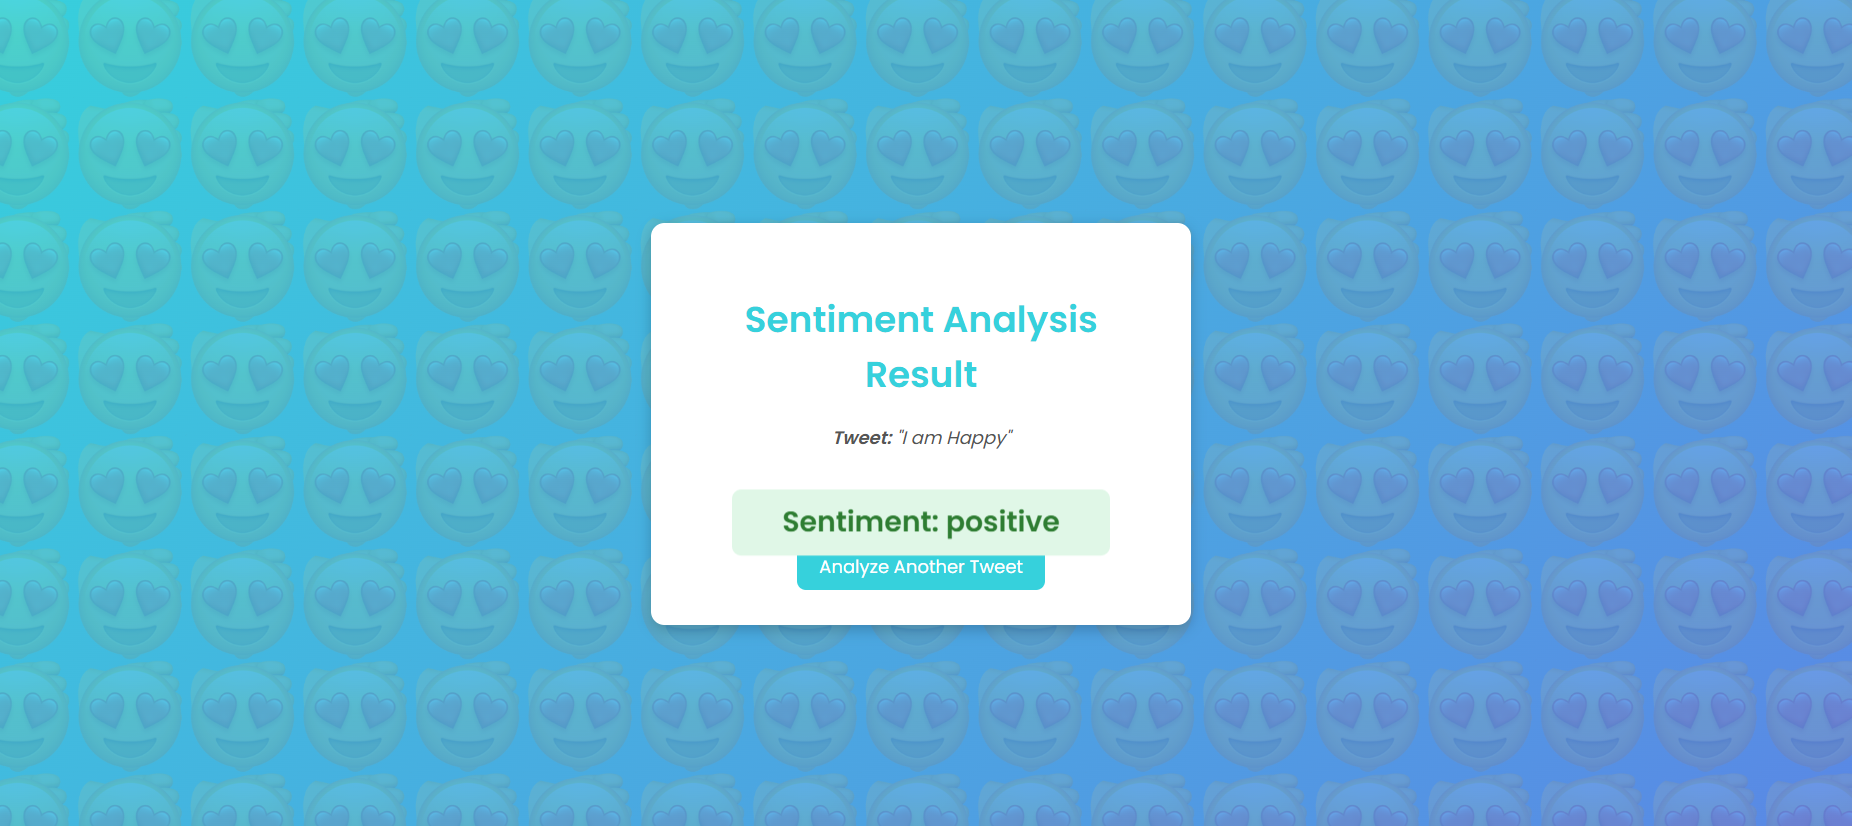 Sentiment Analysis
Result
Tweet: "I am Happy"
Sentiment: positive
Analyze Another Tweet